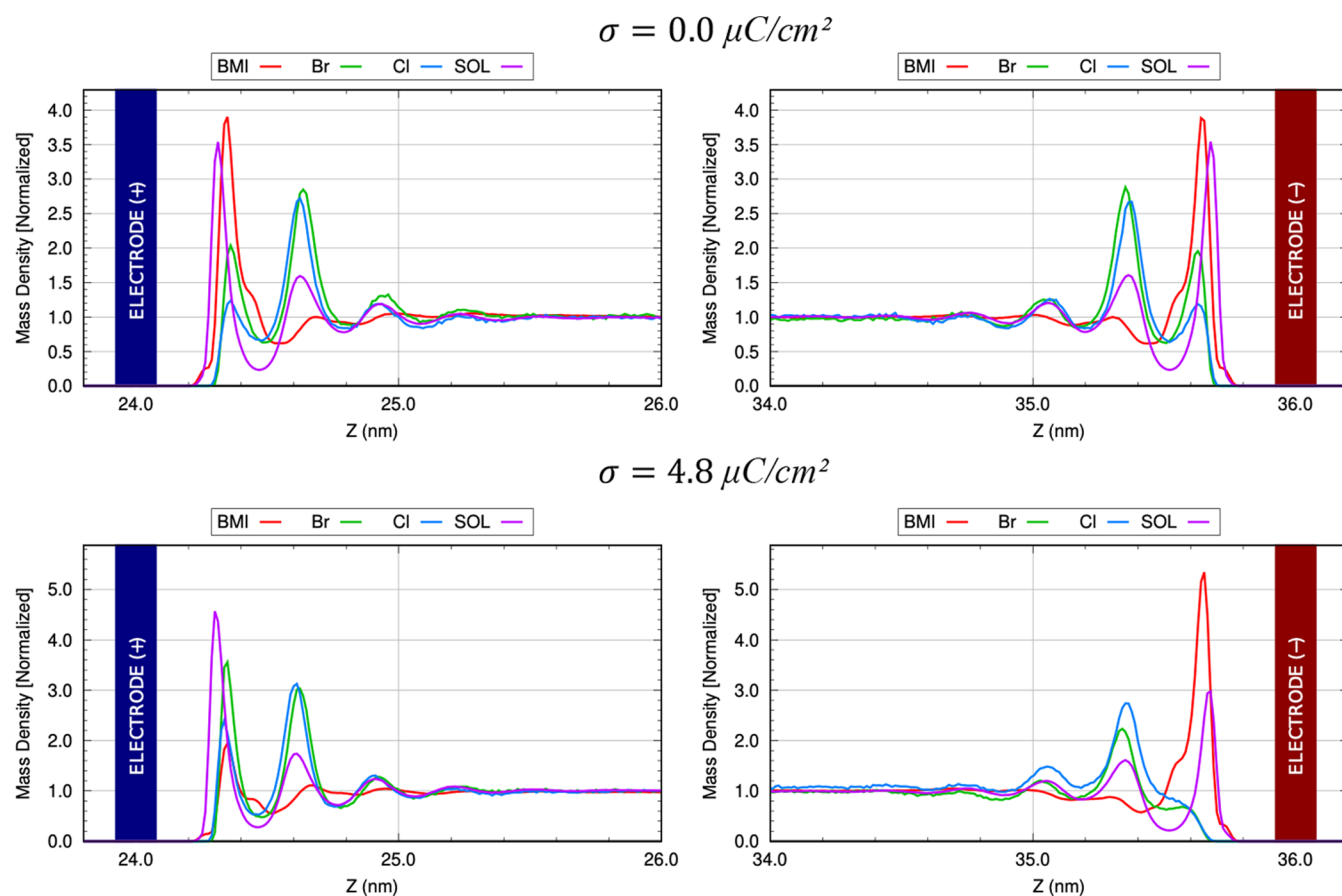 σ = 0.0 μC/cm²
BMI Br Cl SOL
BMI Br Cl SOL
Mass Density [Normalized]
4.0
3.5
3.0
2.5
2.0
1.5
1.0
0.5
0.0
ELECTRODE (+)
24.0 25.0 26.0
Z (nm)
Mass Density [Normalized]
4.0
3.5
3.0
2.5
2.0
1.5
1.0
0.5
0.0
ELECTRODE (–)
34.0 35.0 36.0
Z (nm)
σ = 4.8 μC/cm²
BMI Br Cl SOL
BMI Br Cl SOL
Mass Density [Normalized]
5.0
4.0
3.0
2.0
1.0
0.0
ELECTRODE (+)
24.0 25.0 26.0
Z (nm)
Mass Density [Normalized]
5.0
4.0
3.0
2.0
1.0
0.0
ELECTRODE (–)
34.0 35.0 36.0
Z (nm)